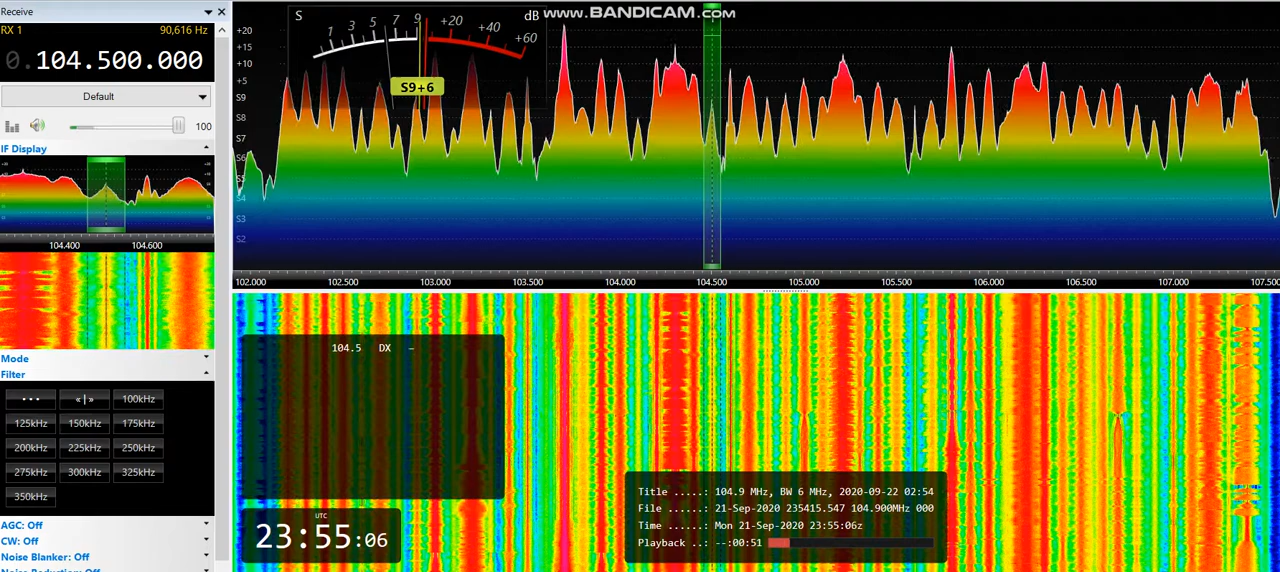 Receive
RX 1 90,616 Hz
0.104.500.000
Default
100
IF Display
104.400 104.600
Mode
Filter
••• «|» 100kHz
125kHz 150kHz 175kHz
200kHz 225kHz 250kHz
275kHz 300kHz 325kHz
350kHz
AGC: Off
CW: Off
Noise Blanker: Off
Noise Reduction: Off
www.BANDICAM.com
S dB
1 3 5 7 9 +20 +40 +60
S9+6
+20
+15
+10
+5
S9
S8
S7
S6
S5
S4
S3
S2
102.000 102.500 103.000 103.500 104.000 104.500 105.000 105.500 106.000 106.500 107.000 107.500
104.5 DX –
UTC
23:55:06
Title .....: 104.9 MHz, BW 6 MHz, 2020-09-22 02:54
File ......: 21-Sep-2020 235415.547 104.900MHz 000
Time ......: Mon 21-Sep-2020 23:55:06z
Playback ..: --:00:51